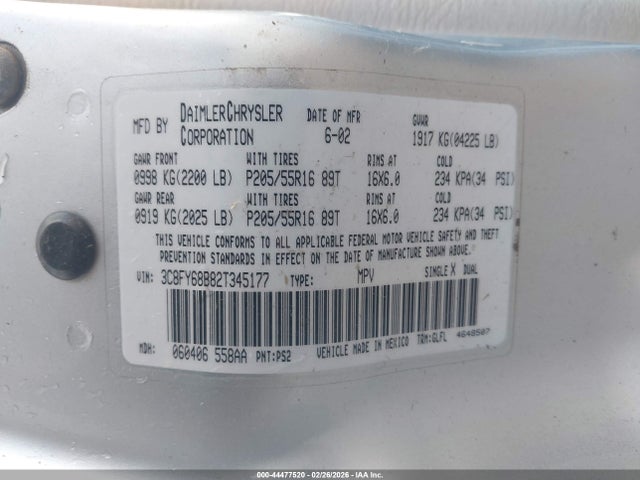 MFD BY DAIMLERCHRYSLER CORPORATION DATE OF MFR 6-02 GVWR 1917 KG(04225 LB)
GAWR FRONT WITH TIRES RIMS AT COLD
0998 KG(2200 LB) P205/55R16 89T 16X6.0 234 KPA(34 PSI)
GAWR REAR WITH TIRES RIMS AT COLD
0919 KG(2025 LB) P205/55R16 89T 16X6.0 234 KPA(34 PSI)
THIS VEHICLE CONFORMS TO ALL APPLICABLE FEDERAL MOTOR VEHICLE SAFETY AND THEFT
PREVENTION STANDARDS IN EFFECT ON THE DATE OF MANUFACTURE SHOWN ABOVE.
VIN: 3C8FY68B82T345177 TYPE: MPV SINGLE X DUAL
MDH: 060406 558AA PNT:PS2 VEHICLE MADE IN MEXICO TRM:GLFL 4648507
000-44477520 - 02/26/2026 - IAAI.com